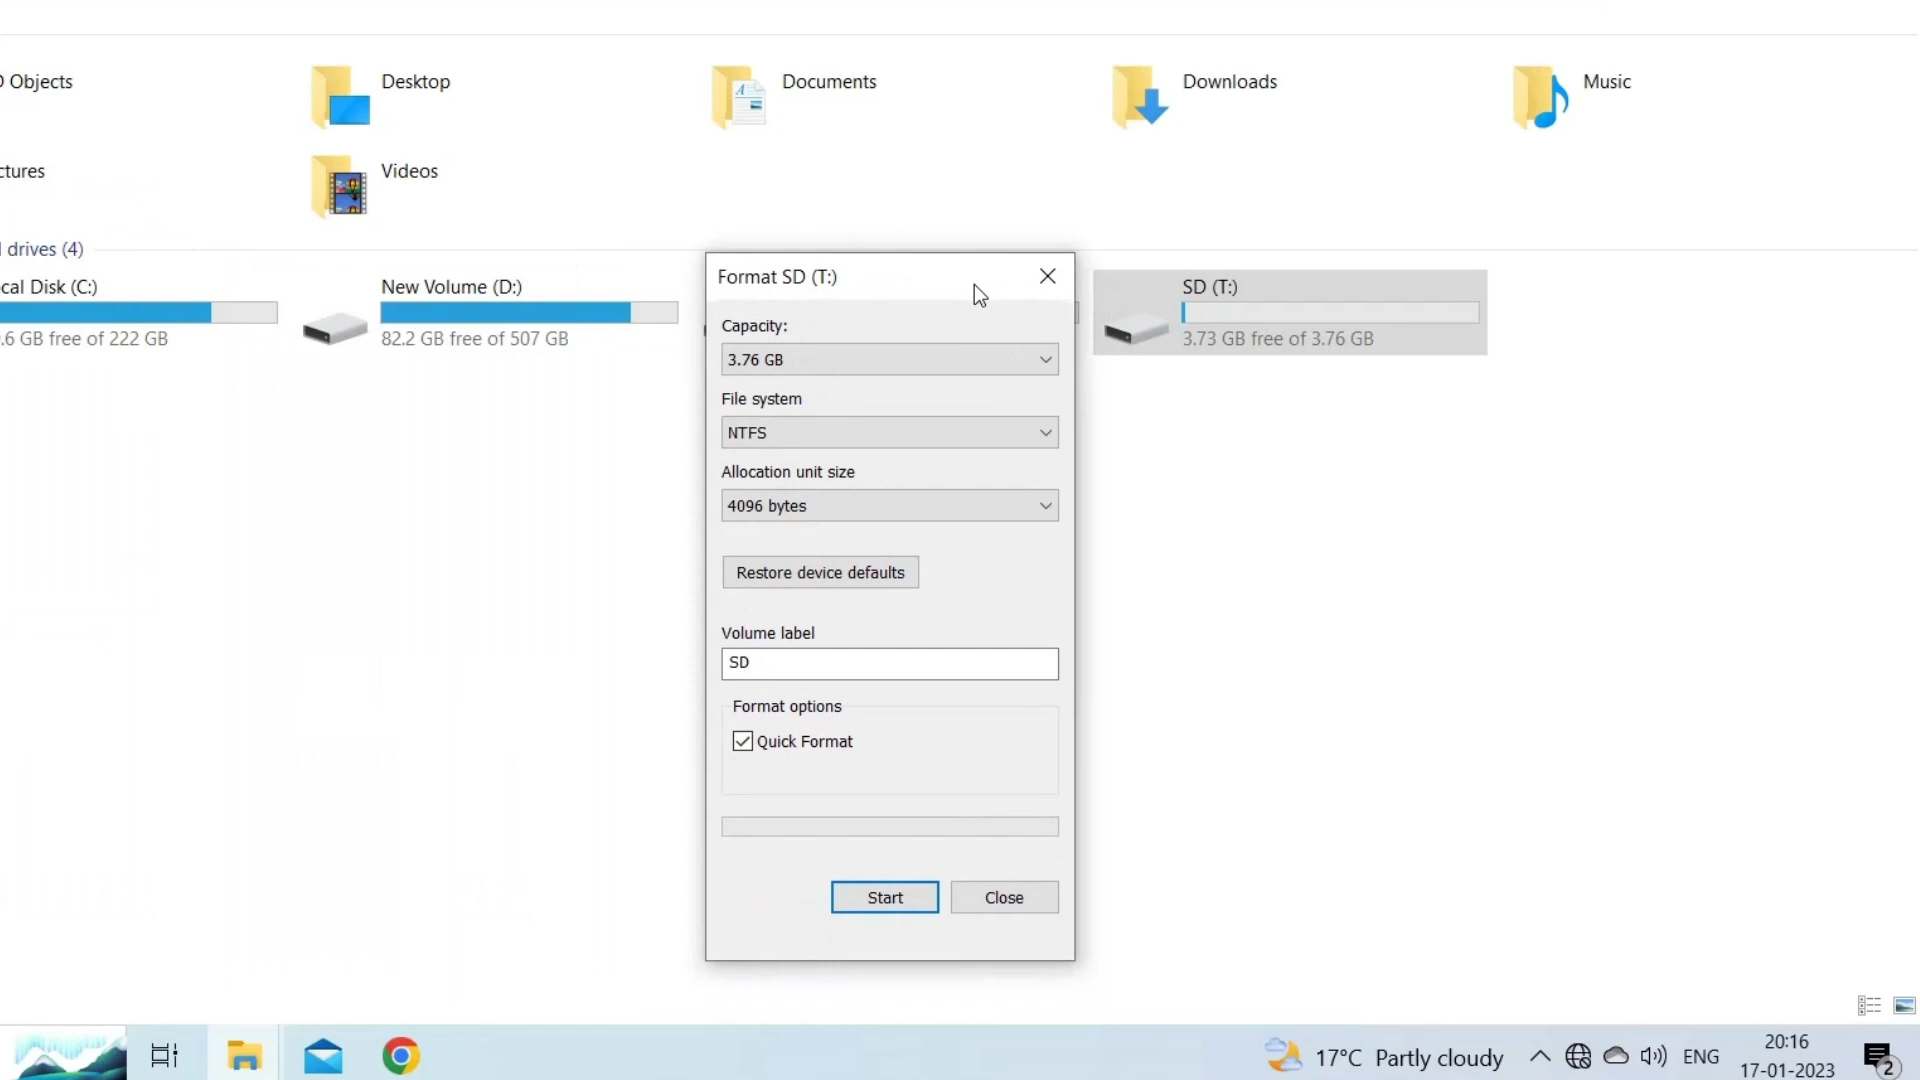 D Objects
Desktop
Documents
Downloads
Music
ctures
Videos
drives (4)
cal Disk (C:)
New Volume (D:)
SD (T:)
.6 GB free of 222 GB
82.2 GB free of 507 GB
3.73 GB free of 3.76 GB
Format SD (T:)
Capacity:
3.76 GB
File system
NTFS
Allocation unit size
4096 bytes
Restore device defaults
Volume label
SD
Format options
Quick Format
Start
Close
17°C Partly cloudy
ENG
20:16
17-01-2023
2